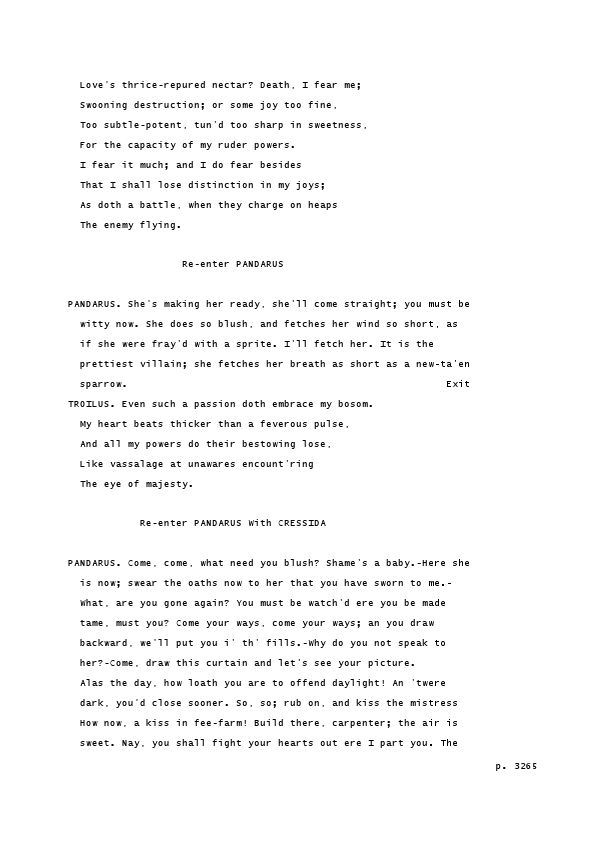 Love's thrice-repured nectar? Death, I fear me;
Swooning destruction; or some joy too fine,
Too subtle-potent, tun'd too sharp in sweetness,
For the capacity of my ruder powers.
I fear it much; and I do fear besides
That I shall lose distinction in my joys;
As doth a battle, when they charge on heaps
The enemy flying.
Re-enter PANDARUS
PANDARUS. She's making her ready, she'll come straight; you must be
witty now. She does so blush, and fetches her wind so short, as
if she were fray'd with a sprite. I'll fetch her. It is the
prettiest villain; she fetches her breath as short as a new-ta'en
sparrow. Exit
TROILUS. Even such a passion doth embrace my bosom.
My heart beats thicker than a feverous pulse,
And all my powers do their bestowing lose,
Like vassalage at unawares encount'ring
The eye of majesty.
Re-enter PANDARUS With CRESSIDA
PANDARUS. Come, come, what need you blush? Shame's a baby.-Here she
is now; swear the oaths now to her that you have sworn to me.-
What, are you gone again? You must be watch'd ere you be made
tame, must you? Come your ways, come your ways; an you draw
backward, we'll put you i' th' fills.-Why do you not speak to
her?-Come, draw this curtain and let's see your picture.
Alas the day, how loath you are to offend daylight! An 'twere
dark, you'd close sooner. So, so; rub on, and kiss the mistress
How now, a kiss in fee-farm! Build there, carpenter; the air is
sweet. Nay, you shall fight your hearts out ere I part you. The
p. 3265